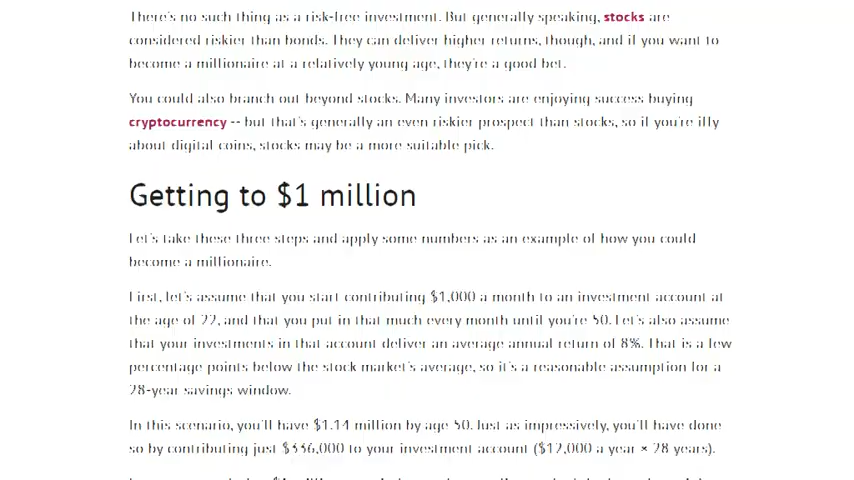 There's no such thing as a risk-free investment. But generally speaking, stocks are
considered riskier than bonds. They can deliver higher returns, though, and if you want to
become a millionaire at a relatively young age, they're a good bet.
You could also branch out beyond stocks. Many investors are enjoying success buying
cryptocurrency -- but that's generally an even riskier prospect than stocks, so if you're iffy
about digital coins, stocks may be a more suitable pick.
Getting to $1 million
Let's take these three steps and apply some numbers as an example of how you could
become a millionaire.
First, let's assume that you start contributing $1,000 a month to an investment account at
the age of 22, and that you put in that much every month until you're 50. Let's also assume
that your investments in that account deliver an average annual return of 8%. That is a few
percentage points below the stock market's average, so it's a reasonable assumption for a
28-year savings window.
In this scenario, you'll have $1.14 million by age 50. Just as impressively, you'll have done
so by contributing just $336,000 to your investment account ($12,000 a year × 28 years).